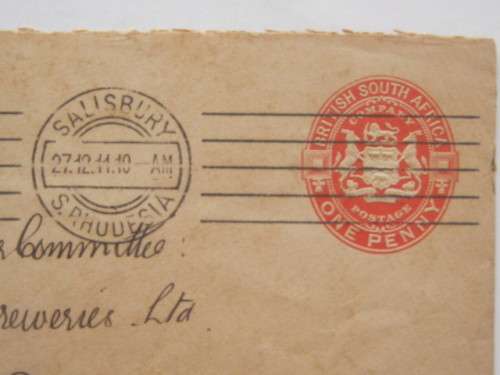 SALISBURY
27.12.11.10 AM
S. RHODESIA
BRITISH SOUTH AFRICA
COMPANY
POSTAGE
ONE PENNY
Committee:
reweries Ltd